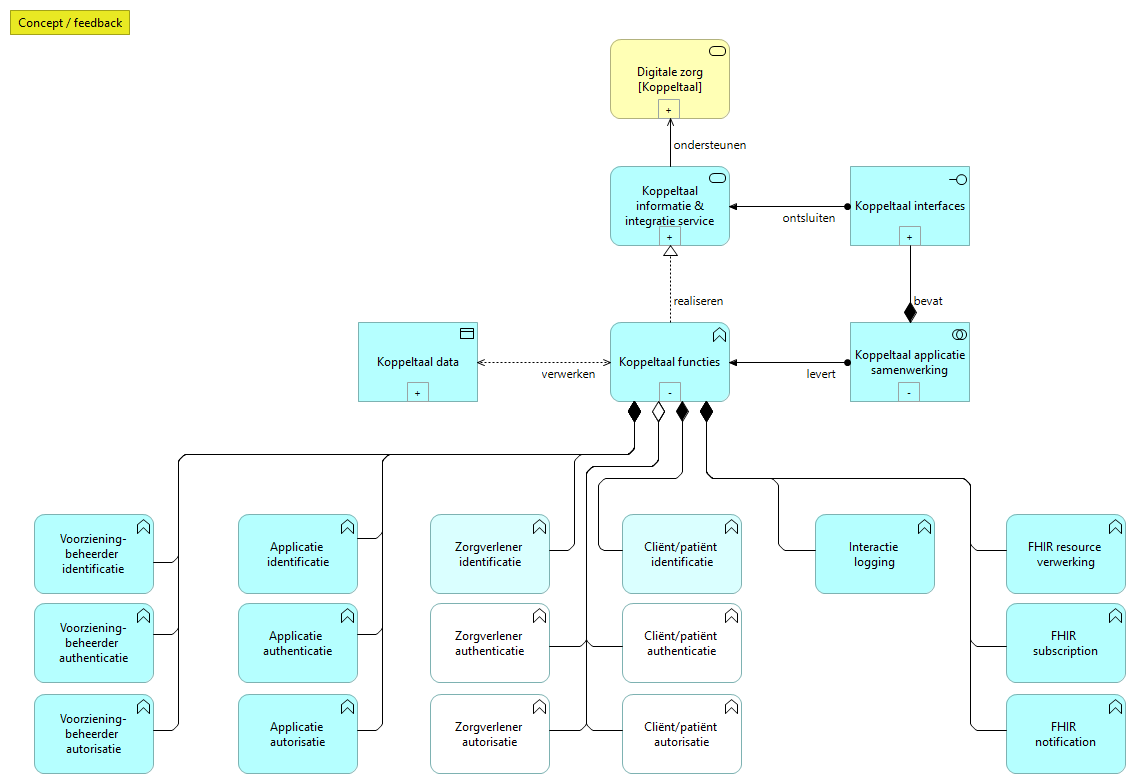 Concept / feedback
Digitale zorg
[Koppeltaal]
+
ondersteunen
Koppeltaal
informatie &
integratie service
+
ontsluiten
Koppeltaal interfaces
+
realiseren
bevat
Koppeltaal data
+
verwerken
Koppeltaal functies
-
levert
Koppeltaal applicatie
samenwerking
-
Voorziening-
beheerder
identificatie
Applicatie
identificatie
Zorgverlener
identificatie
Cliënt/patiënt
identificatie
Interactie
logging
FHIR resource
verwerking
Voorziening-
beheerder
authenticatie
Applicatie
authenticatie
Zorgverlener
authenticatie
Cliënt/patiënt
authenticatie
FHIR
subscription
Voorziening-
beheerder
autorisatie
Applicatie
autorisatie
Zorgverlener
autorisatie
Cliënt/patiënt
autorisatie
FHIR
notification